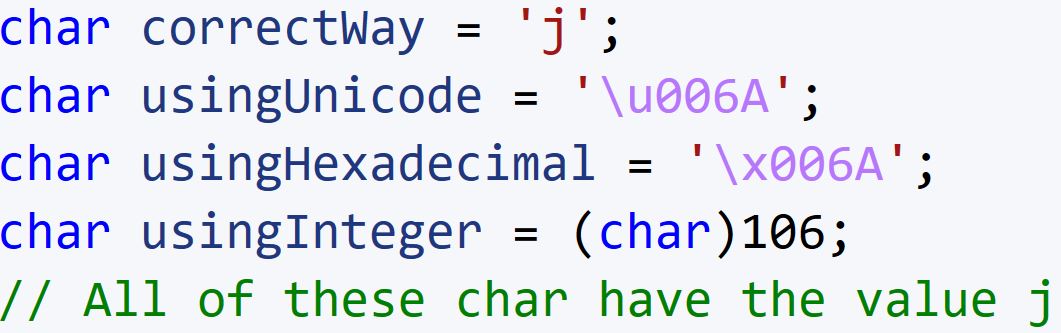 char correctWay = 'j';
char usingUnicode = '\u006A';
char usingHexadecimal = '\x006A';
char usingInteger = (char)106;
// All of these char have the value j